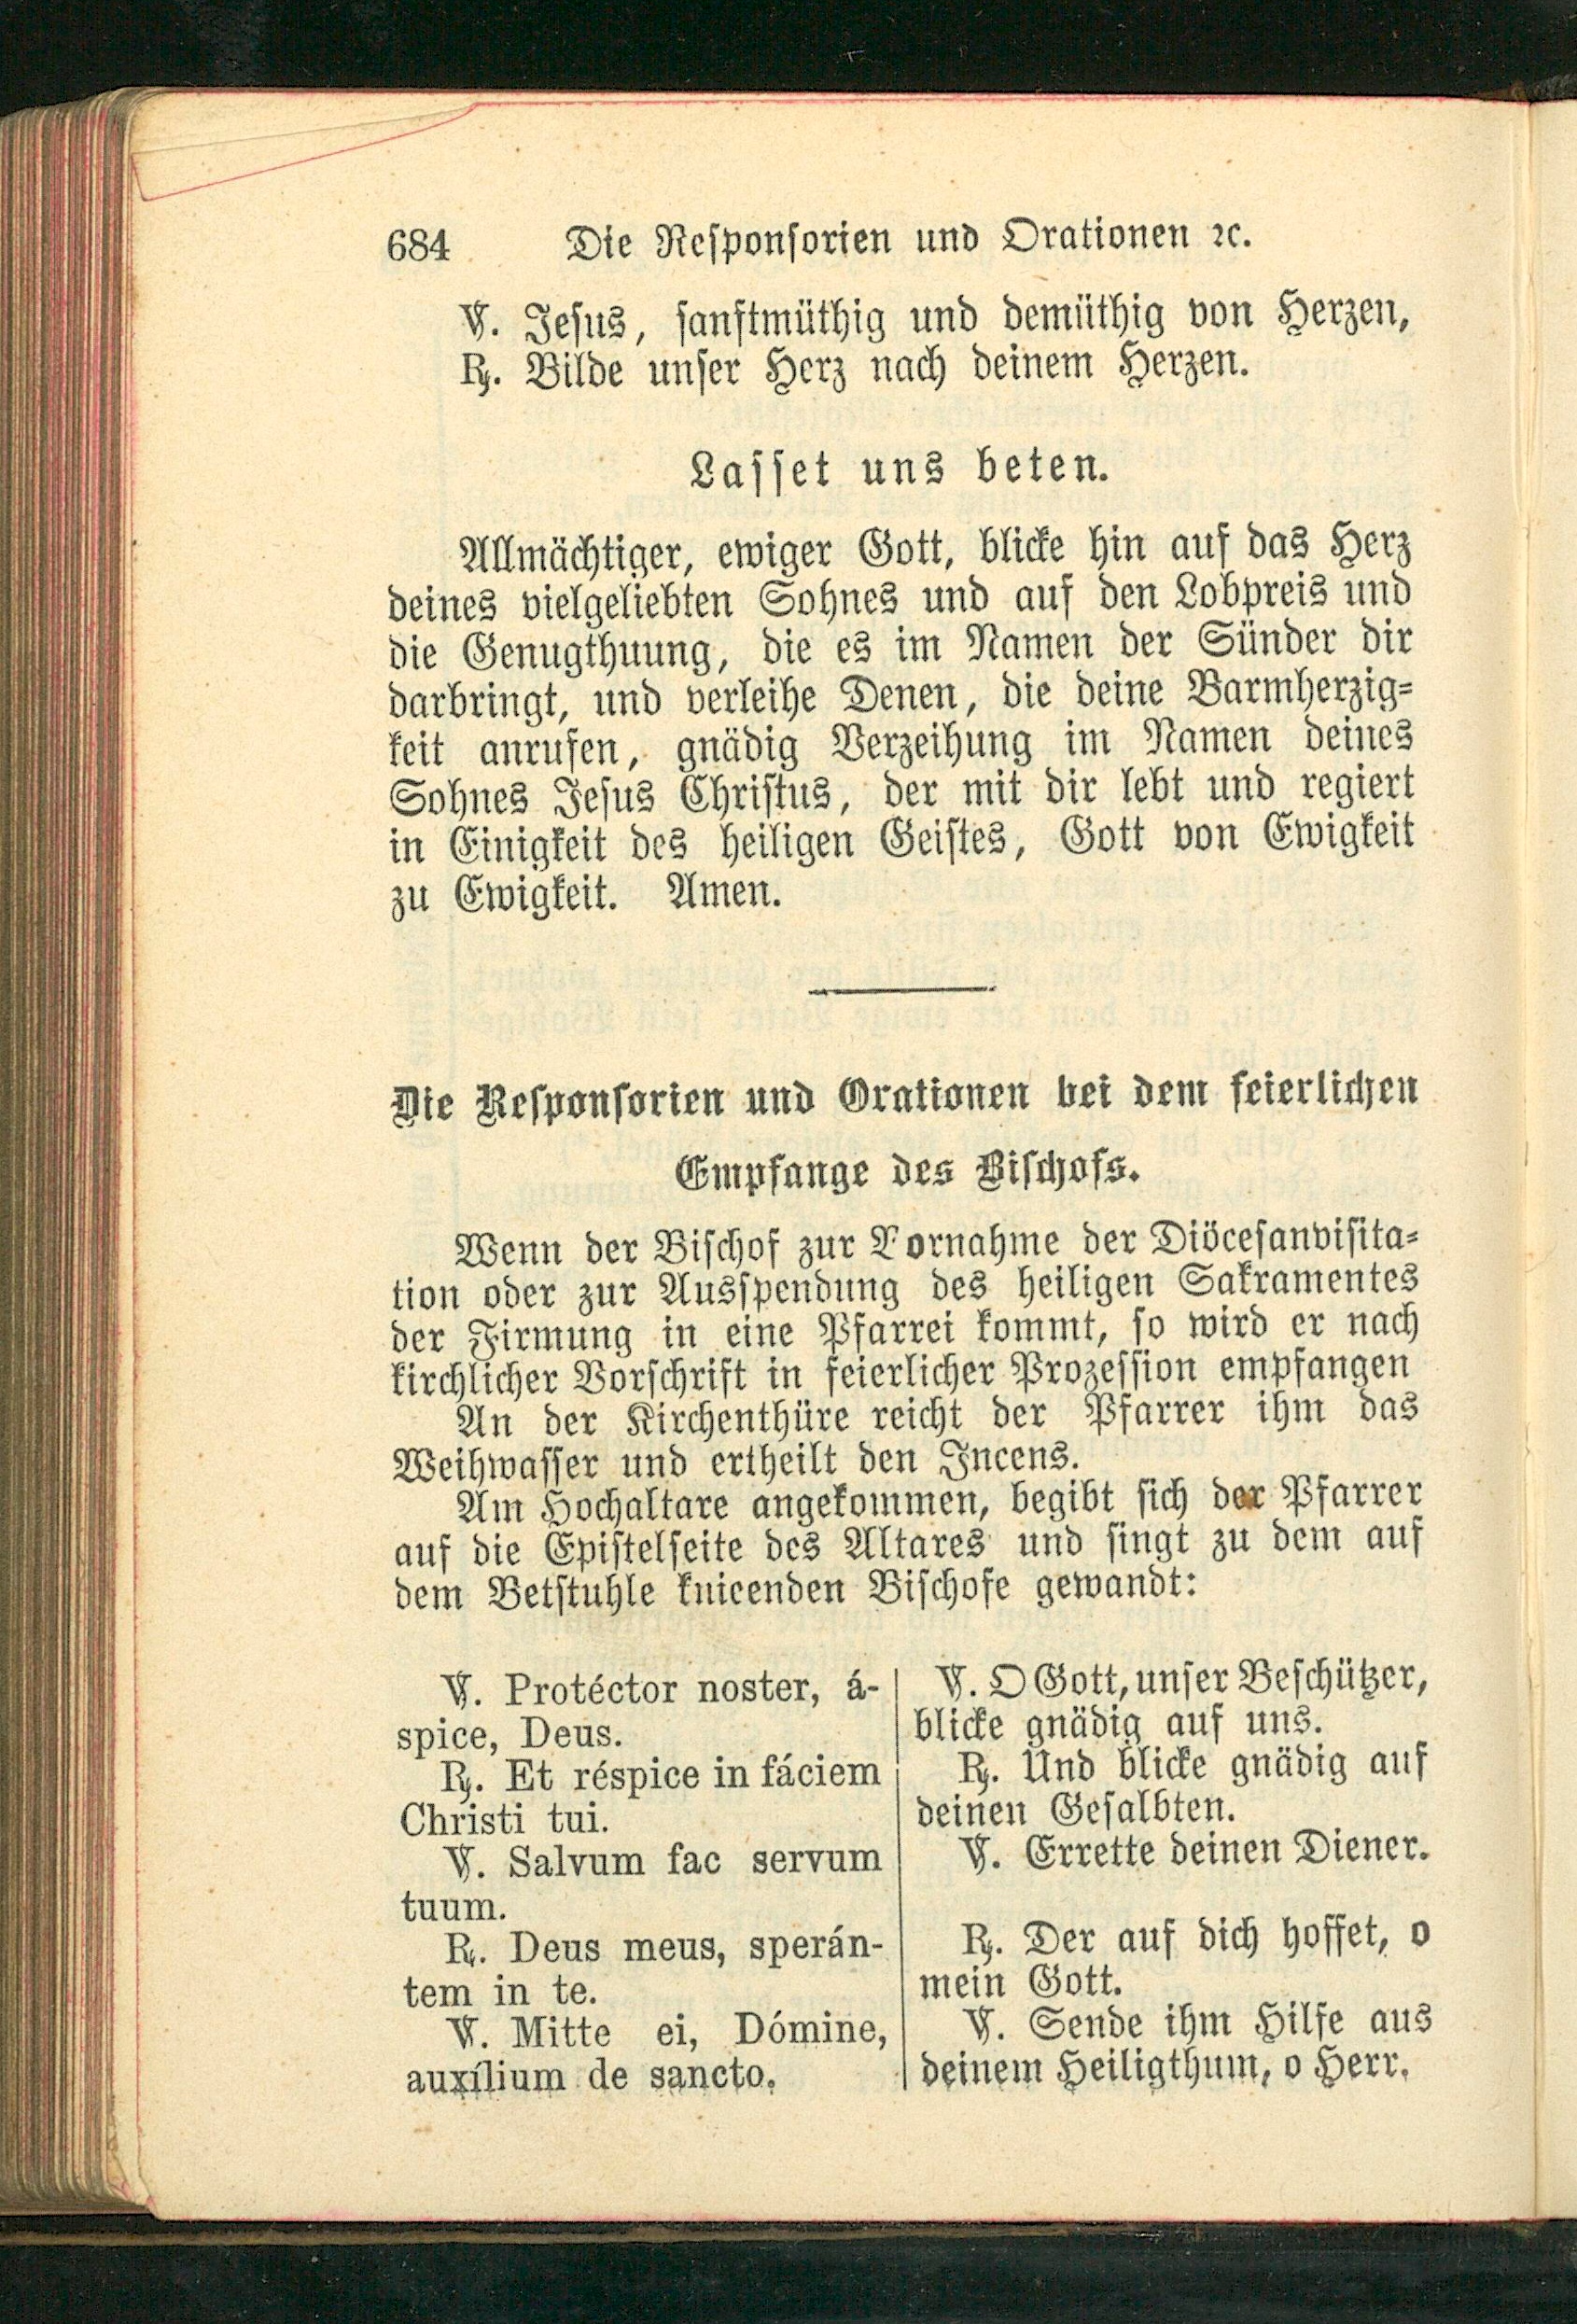 684 Die Responsorien und Orationen ꝛc.
℣. Jesus, sanftmüthig und demüthig von Herzen,
℟. Bilde unser Herz nach deinem Herzen.
Lasset uns beten.
Allmächtiger, ewiger Gott, blicke hin auf das Herz
deines vielgeliebten Sohnes und auf den Lobpreis und
die Genugthuung, die es im Namen der Sünder dir
darbringt, und verleihe Denen, die deine Barmherzig-
keit anrufen, gnädig Verzeihung im Namen deines
Sohnes Jesus Christus, der mit dir lebt und regiert
in Einigkeit des heiligen Geistes, Gott von Ewigkeit
zu Ewigkeit. Amen.
Die Responsorien und Orationen bei dem feierlichen
Empfange des Bischofs.
Wenn der Bischof zur Vornahme der Diöcesanvisita-
tion oder zur Ausspendung des heiligen Sakramentes
der Firmung in eine Pfarrei kommt, so wird er nach
kirchlicher Vorschrift in feierlicher Prozession empfangen
An der Kirchenthüre reicht der Pfarrer ihm das
Weihwasser und ertheilt den Incens.
Am Hochaltare angekommen, begibt sich der Pfarrer
auf die Epistelseite des Altares und singt zu dem auf
dem Betstuhle knieenden Bischofe gewandt:
℣. Protéctor noster, á-
spice, Deus.
℟. Et réspice in fáciem
Christi tui.
℣. Salvum fac servum
tuum.
℟. Deus meus, sperán-
tem in te.
℣. Mitte ei, Dómine,
auxílium de sancto.
℣. O Gott, unser Beschützer,
blicke gnädig auf uns.
℟. Und blicke gnädig auf
deinen Gesalbten.
℣. Errette deinen Diener.
℟. Der auf dich hoffet, o
mein Gott.
℣. Sende ihm Hilfe aus
deinem Heiligthum, o Herr.